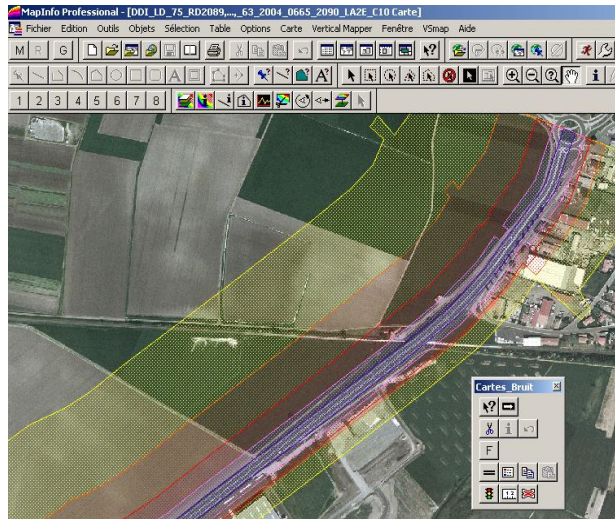 MapInfo Professional - [DDI_LD_75_RD2089,...,_63_2004_0665_2090_LA2E_C10 Carte]
Fichier Edition Outils Objets Sélection Table Options Carte Vertical Mapper Fenêtre VSmap Aide
M R G
1 2 3 4 5 6 7 8
Cartes_Bruit
F